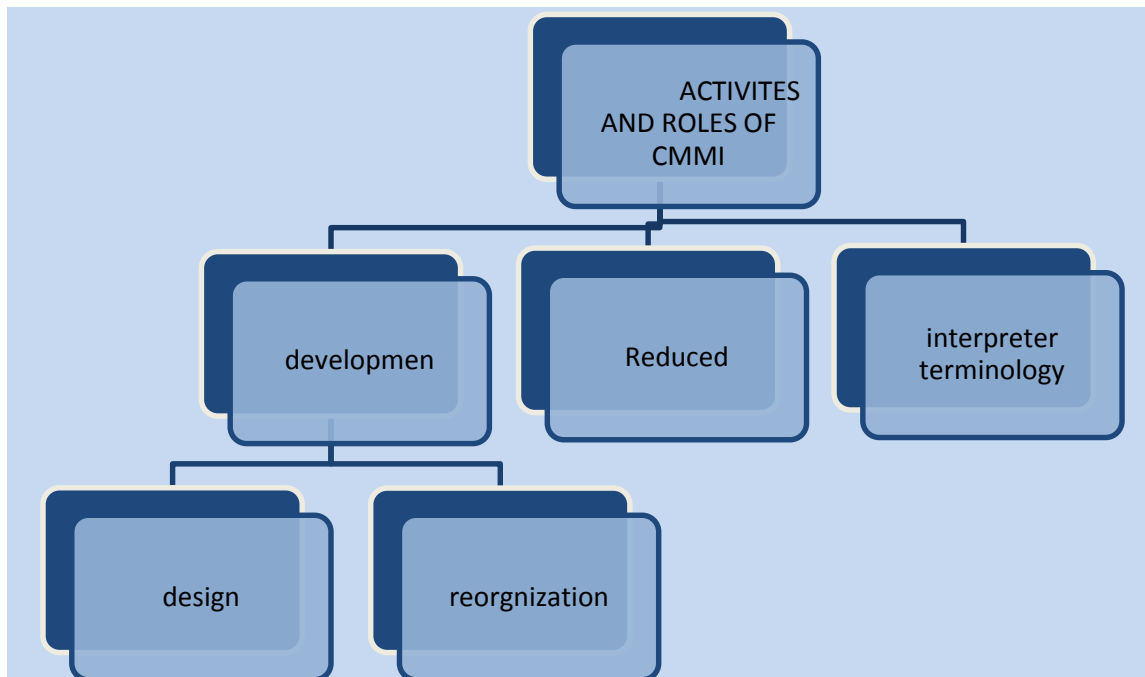 ACTIVITES
AND ROLES OF
CMMI
developmen
Reduced
interpreter
terminology
design
reorgnization